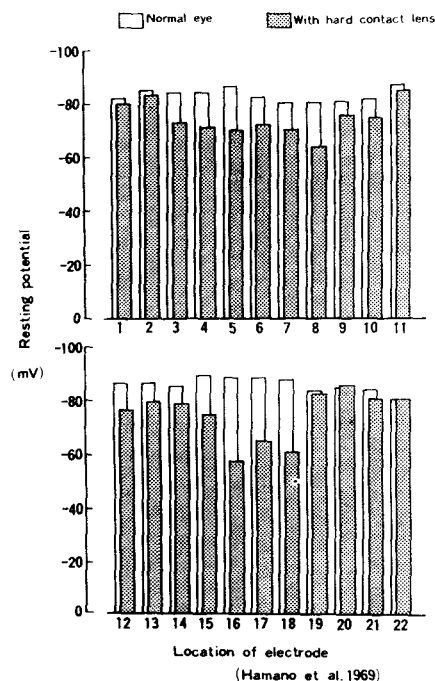 Normal eye With hard contact lens
-100
-80
-60
-40
-20
0
1 2 3 4 5 6 7 8 9 10 11
Resting potential
(mV)
-100
-80
-60
-40
-20
0
12 13 14 15 16 17 18 19 20 21 22
Location of electrode
(Hamano et al. 1969)